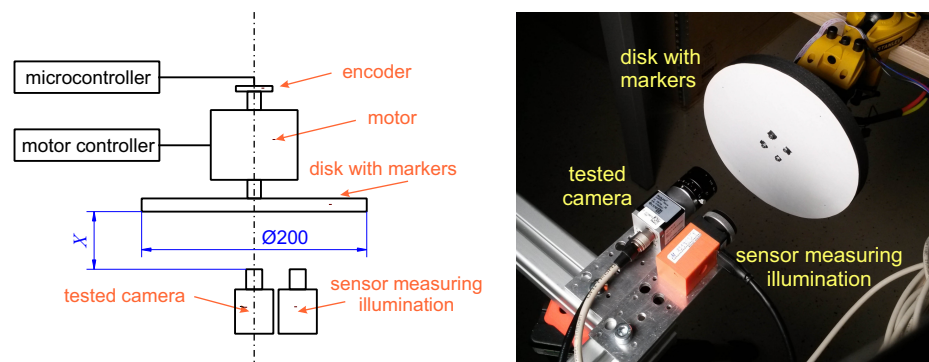 microcontroller
encoder
motor
motor controller
disk with markers
X
Ø200
tested camera
sensor measuring
illumination
disk with
markers
tested
camera
sensor measuring
illumination